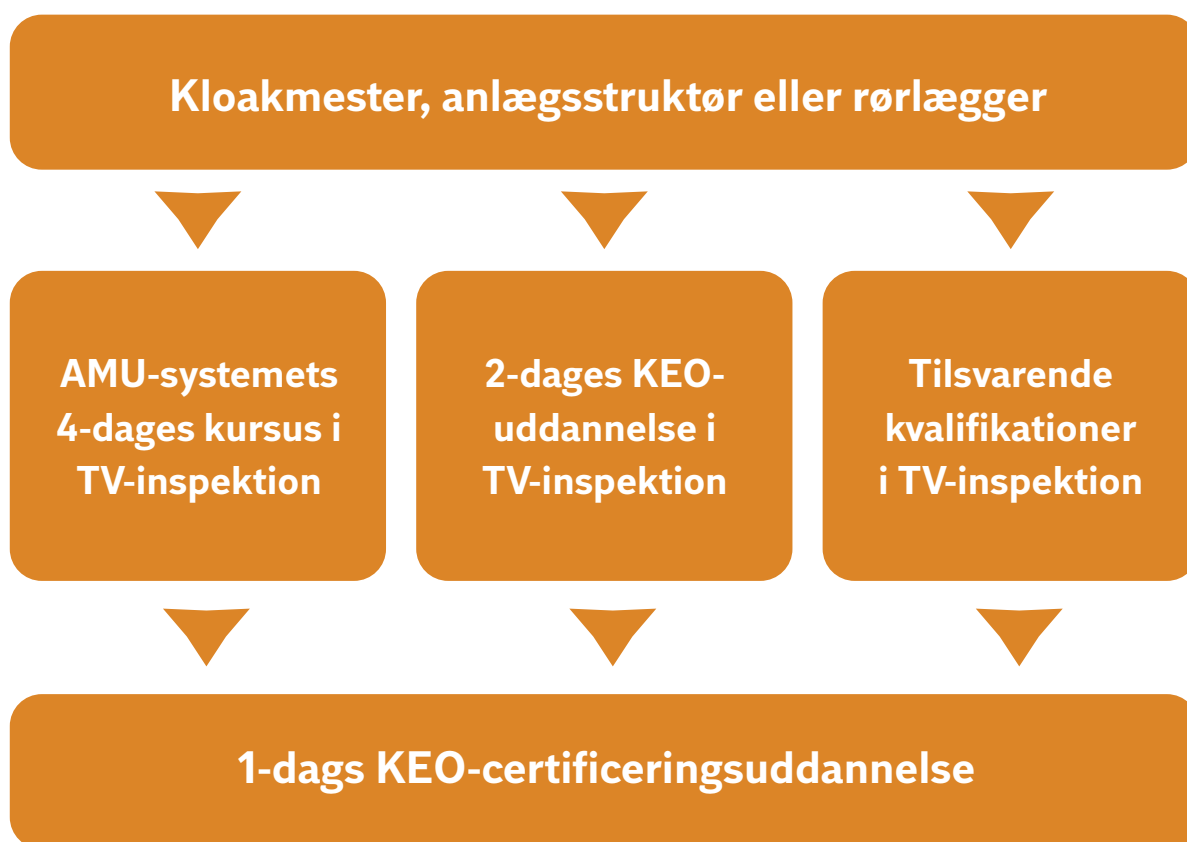 Kloakmester, anlægsstruktør eller rørlægger
AMU-systemets
4-dages kursus i
TV-inspektion
2-dages KEO-
uddannelse i
TV-inspektion
Tilsvarende
kvalifikationer
i TV-inspektion
1-dags KEO-certificeringsuddannelse